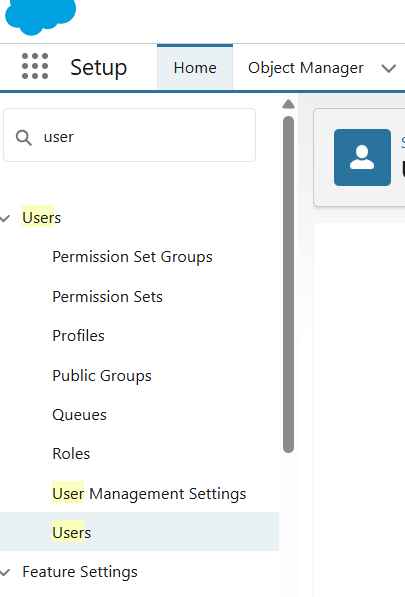 Setup
Home
Object Manager
user
Users
Permission Set Groups
Permission Sets
Profiles
Public Groups
Queues
Roles
User Management Settings
Users
Feature Settings